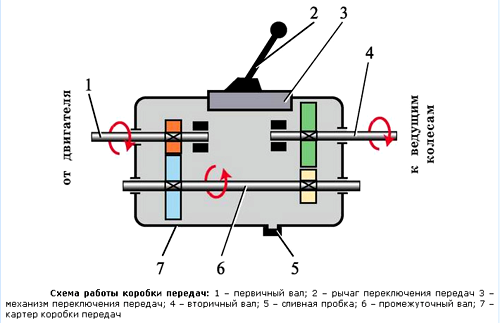 2
3
1
4
от двигателя
к ведущим
колесам
7
6
5
Схема работы коробки передач: 1 – первичный вал; 2 – рычаг переключения передач 3 –
механизм переключения передач; 4 – вторичный вал; 5 – сливная пробка; 6 – промежуточный вал; 7 –
картер коробки передач